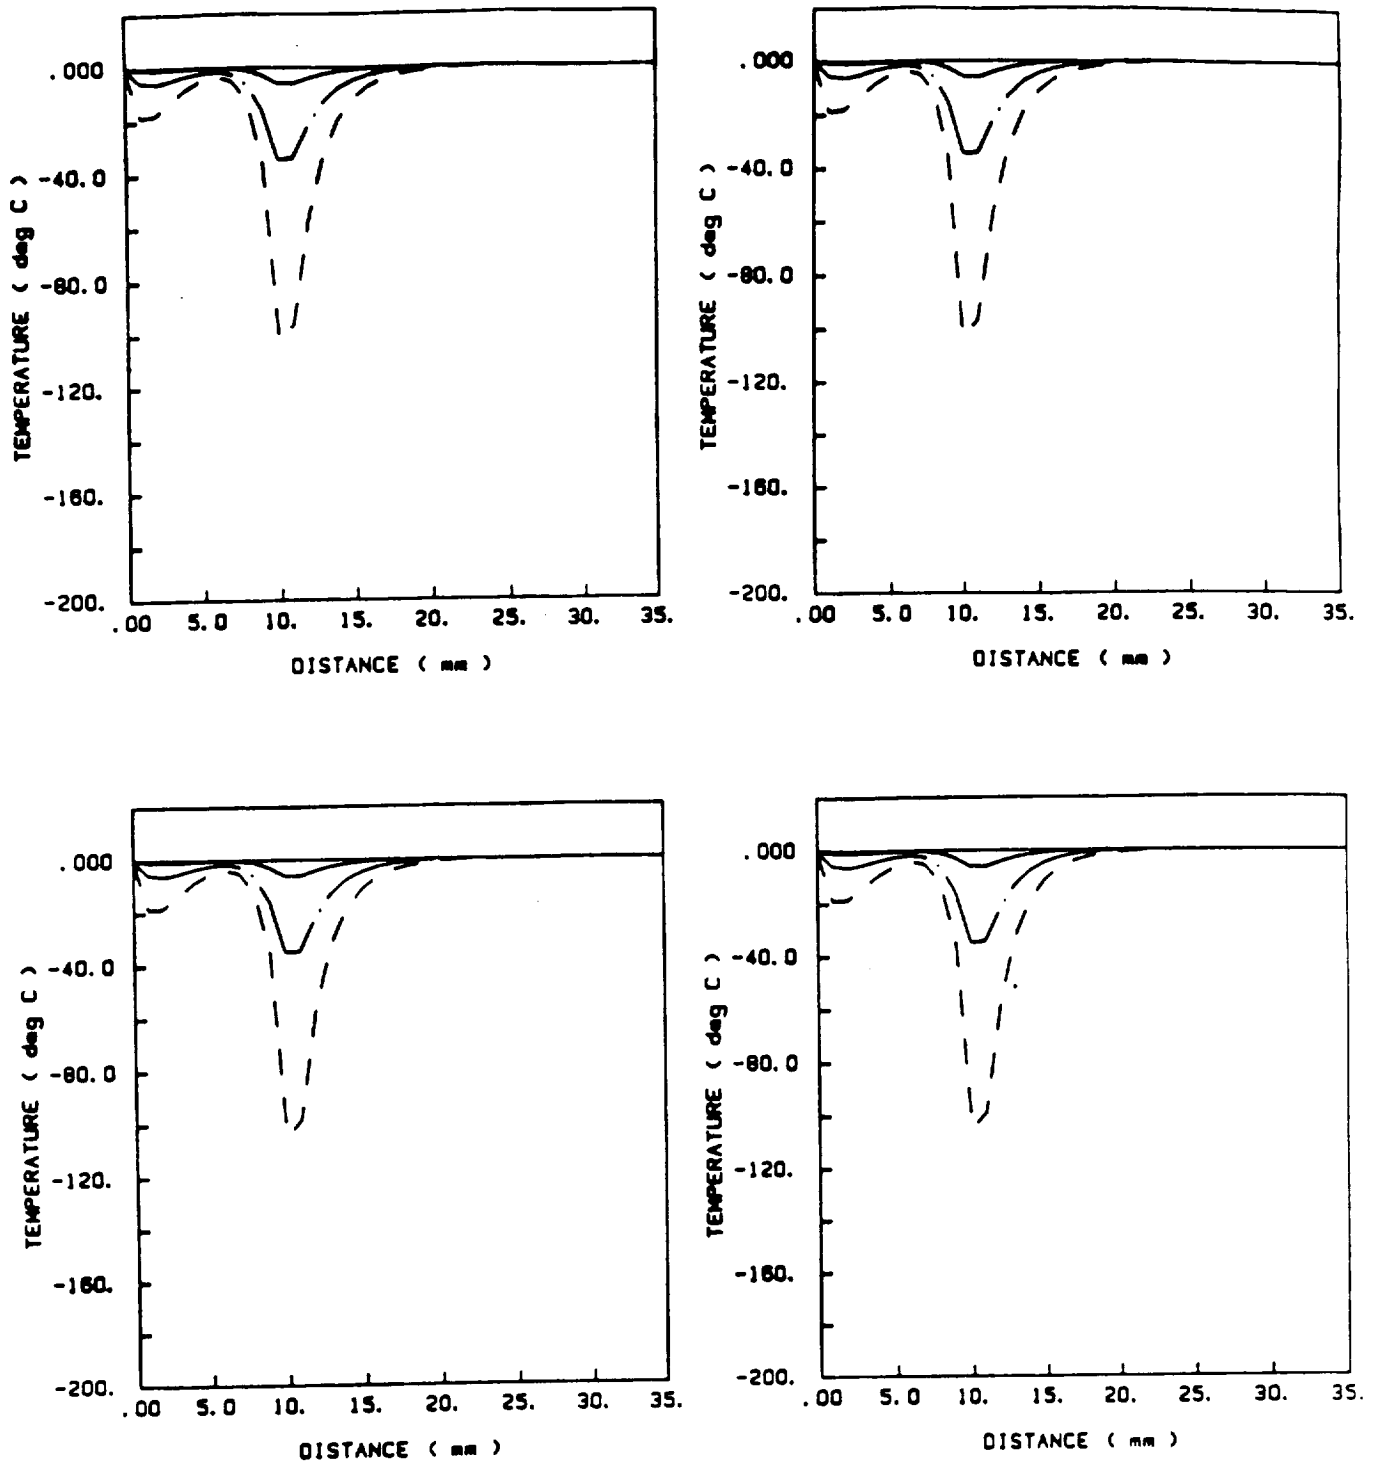 .000
-40.0
-80.0
-120.
-160.
-200.
TEMPERATURE ( deg C )
.00 5.0 10. 15. 20. 25. 30. 35.
DISTANCE ( mm )
.000
-40.0
-80.0
-120.
-160.
-200.
TEMPERATURE ( deg C )
.00 5.0 10. 15. 20. 25. 30. 35.
DISTANCE ( mm )
.000
-40.0
-80.0
-120.
-160.
-200.
TEMPERATURE ( deg C )
.00 5.0 10. 15. 20. 25. 30. 35.
DISTANCE ( mm )
.000
-40.0
-80.0
-120.
-160.
-200.
TEMPERATURE ( deg C )
.00 5.0 10. 15. 20. 25. 30. 35.
DISTANCE ( mm )